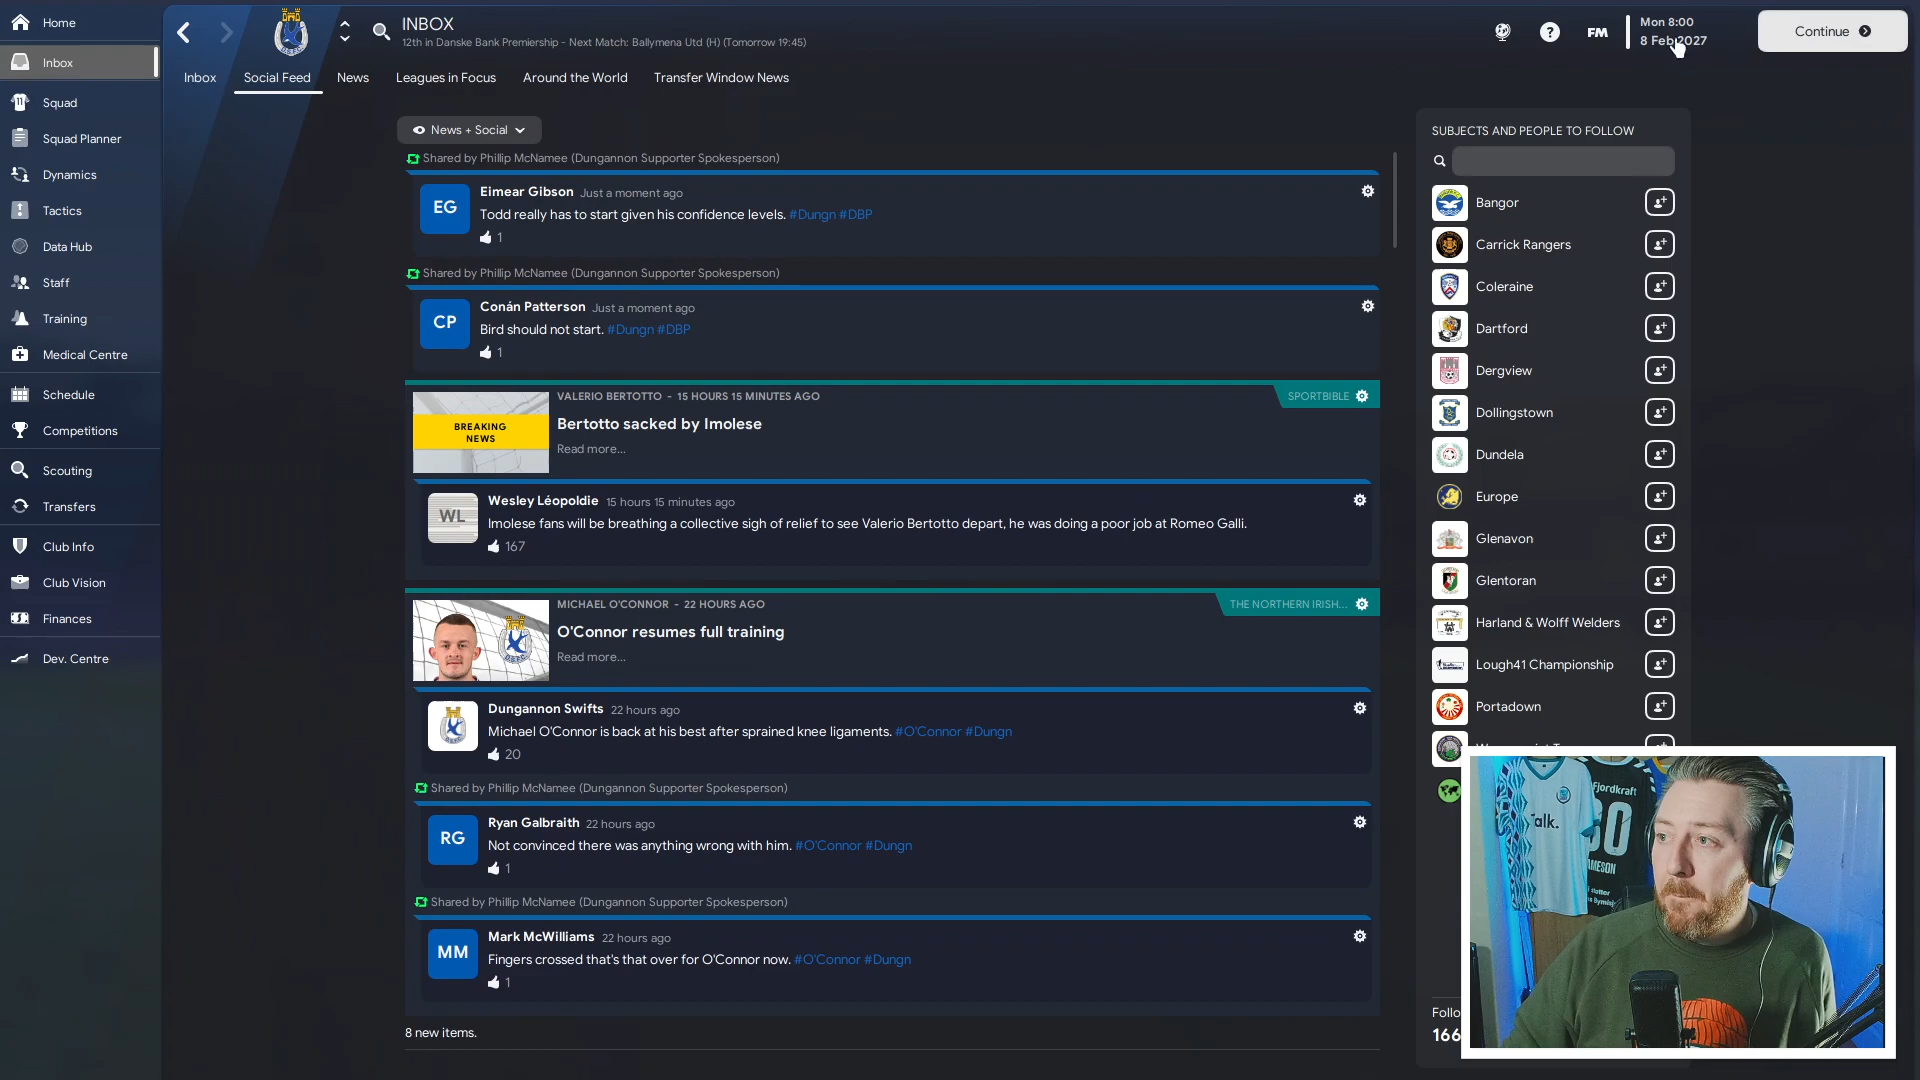 Home
Inbox
Squad
Squad Planner
Dynamics
Tactics
Data Hub
Staff
Training
Medical Centre
Schedule
Competitions
Scouting
Transfers
Club Info
Club Vision
Finances
Dev. Centre
INBOX
12th in Danske Bank Premiership - Next Match: Ballymena Utd (H) (Tomorrow 19:45)
FM
Mon 8:00
8 Feb 2027
Continue
Inbox
Social Feed
News
Leagues in Focus
Around the World
Transfer Window News
News + Social
Shared by Phillip McNamee (Dungannon Supporter Spokesperson)
EG
Eimear Gibson Just a moment ago
Todd really has to start given his confidence levels. #Dungn #DBP
1
Shared by Phillip McNamee (Dungannon Supporter Spokesperson)
CP
Conán Patterson Just a moment ago
Bird should not start. #Dungn #DBP
1
BREAKING
NEWS
VALERIO BERTOTTO - 15 HOURS 15 MINUTES AGO
SPORTBIBLE
Bertotto sacked by Imolese
Read more...
WL
Wesley Léopoldie 15 hours 15 minutes ago
Imolese fans will be breathing a collective sigh of relief to see Valerio Bertotto depart, he was doing a poor job at Romeo Galli.
167
MICHAEL O'CONNOR - 22 HOURS AGO
THE NORTHERN IRISH...
O'Connor resumes full training
Read more...
Dungannon Swifts 22 hours ago
Michael O'Connor is back at his best after sprained knee ligaments. #O'Connor #Dungn
20
Shared by Phillip McNamee (Dungannon Supporter Spokesperson)
RG
Ryan Galbraith 22 hours ago
Not convinced there was anything wrong with him. #O'Connor #Dungn
1
Shared by Phillip McNamee (Dungannon Supporter Spokesperson)
MM
Mark McWilliams 22 hours ago
Fingers crossed that's that over for O'Connor now. #O'Connor #Dungn
1
8 new items.
SUBJECTS AND PEOPLE TO FOLLOW
Bangor
Carrick Rangers
Coleraine
Dartford
Dergview
Dollingstown
Dundela
Europe
Glenavon
Glentoran
Harland & Wolff Welders
Lough41 Championship
Portadown
Follo
166
Talk.
Fjordkraft